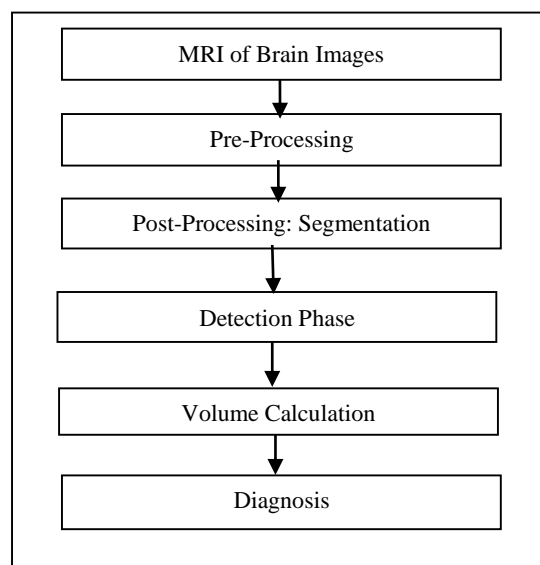 MRI of Brain Images
Pre-Processing
Post-Processing: Segmentation
Detection Phase
Volume Calculation
Diagnosis